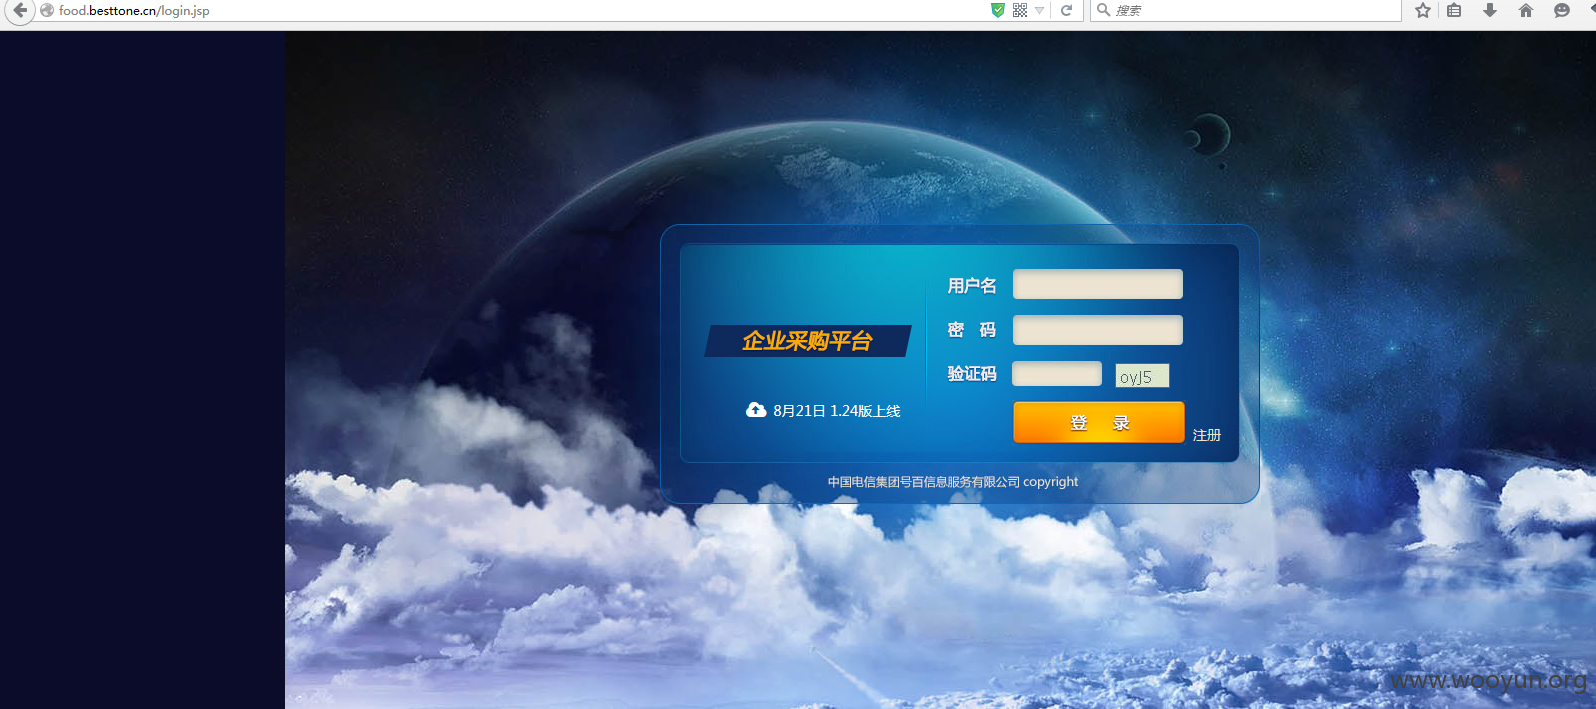 food.besttone.cn/login.jsp
搜索
用户名
密 码
企业采购平台
验证码
oyJ5
8月21日 1.24版上线
登 录
注册
中国电信集团号百信息服务有限公司 copyright
www.wooyun.org